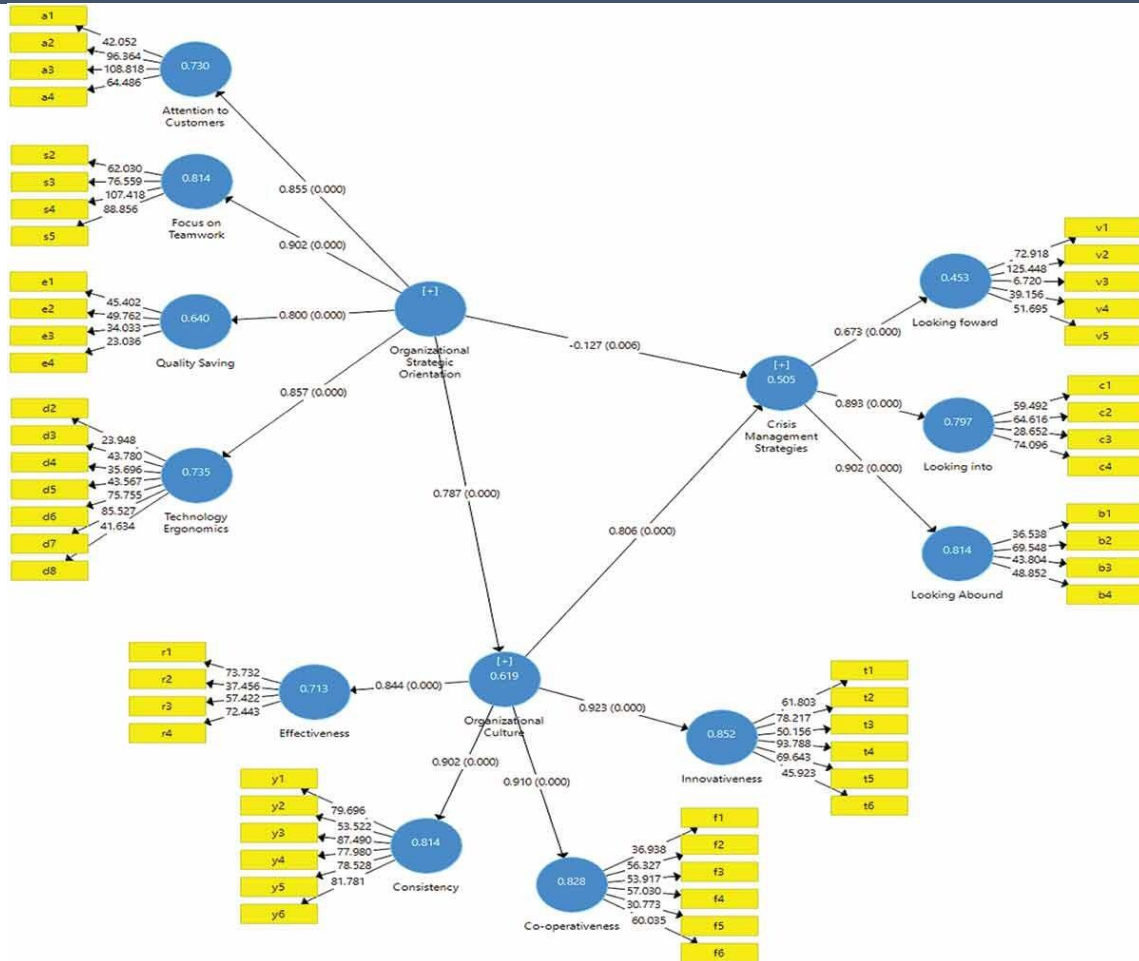 a1
a2
a3
a4
42.052
96.364
108.818
64.486
0.730
Attention to
Customers
s2
s3
s4
s5
62.030
76.559
107.418
88.856
0.814
Focus on
Teamwork
e1
e2
e3
e4
45.402
49.762
34.033
23.036
0.640
Quality Saving
d2
d3
d4
d5
d6
d7
d8
23.948
43.780
35.696
43.567
75.755
85.527
41.634
0.735
Technology
Ergonomics
0.855 (0.000)
0.902 (0.000)
0.800 (0.000)
0.857 (0.000)
[+]
Organizational
Strategic
Orientation
-0.127 (0.006)
0.787 (0.000)
0.806 (0.000)
[+]
0.505
Crisis
Management
Strategies
0.673 (0.000)
0.893 (0.000)
0.902 (0.000)
0.453
Looking foward
72.918
125.448
6.720
39.156
51.695
v1
v2
v3
v4
v5
0.797
Looking into
59.492
64.616
28.652
74.096
c1
c2
c3
c4
0.814
Looking Abound
36.538
69.548
43.804
48.852
b1
b2
b3
b4
[+]
0.619
Organizational
Culture
0.844 (0.000)
0.902 (0.000)
0.910 (0.000)
0.923 (0.000)
r1
r2
r3
r4
73.732
37.456
57.422
72.443
0.713
Effectiveness
y1
y2
y3
y4
y5
y6
79.696
53.522
87.490
77.980
78.528
81.781
0.814
Consistency
0.828
Co-operativeness
36.938
56.327
53.917
57.030
30.773
60.035
f1
f2
f3
f4
f5
f6
0.852
Innovativeness
61.803
78.217
50.156
93.788
69.643
45.923
t1
t2
t3
t4
t5
t6